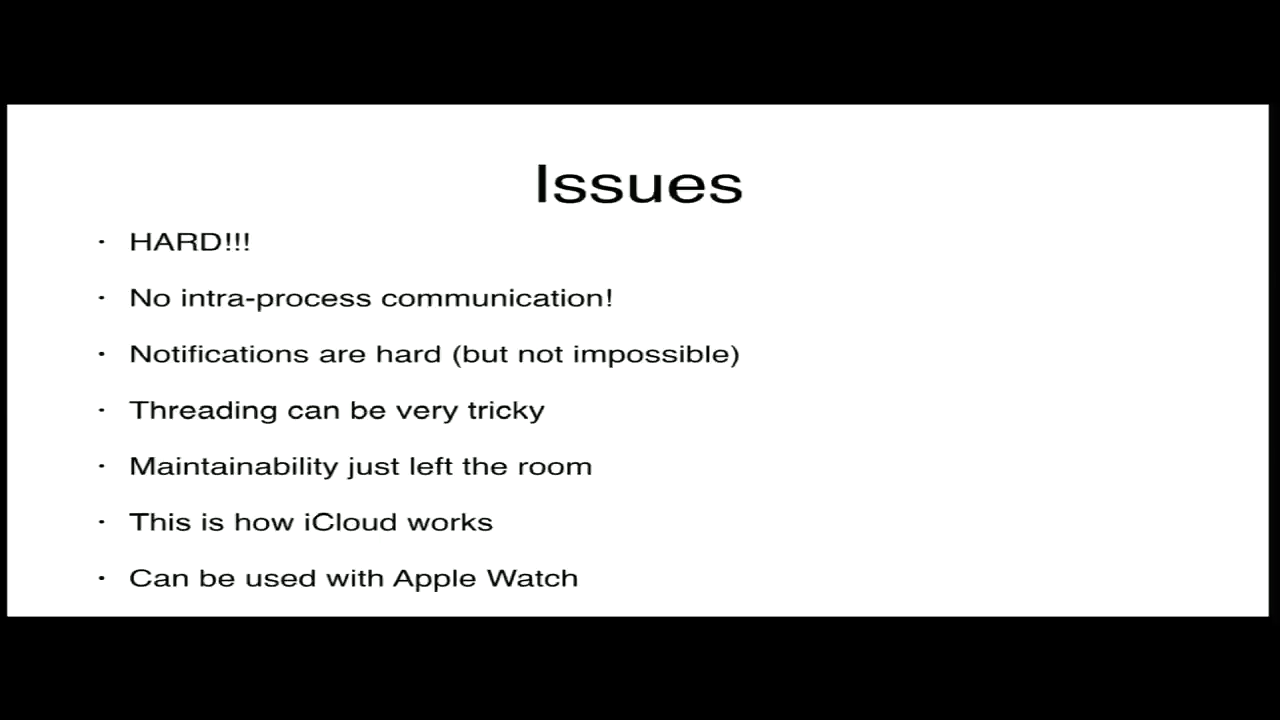 Issues
· HARD!!!
· No intra-process communication!
· Notifications are hard (but not impossible)
· Threading can be very tricky
· Maintainability just left the room
· This is how iCloud works
· Can be used with Apple Watch